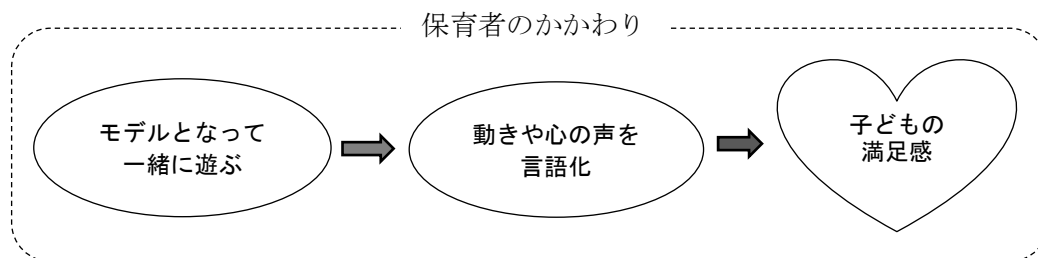 保育者のかかわり
モデルとなって
一緒に遊ぶ
動きや心の声を
言語化
子どもの
満足感